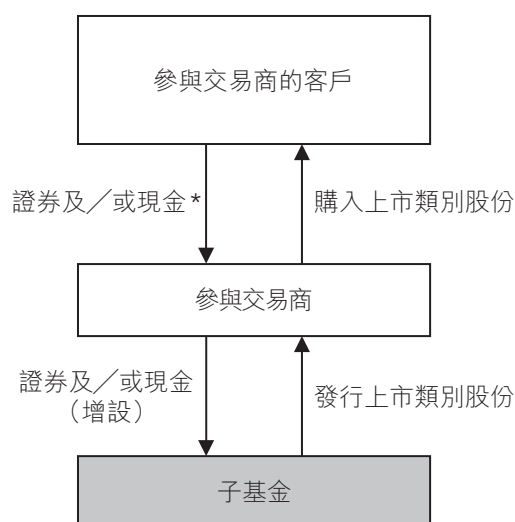 參與交易商的客戶
證券及／或現金*
購入上市類別股份
參與交易商
證券及／或現金
（增設）
發行上市類別股份
子基金